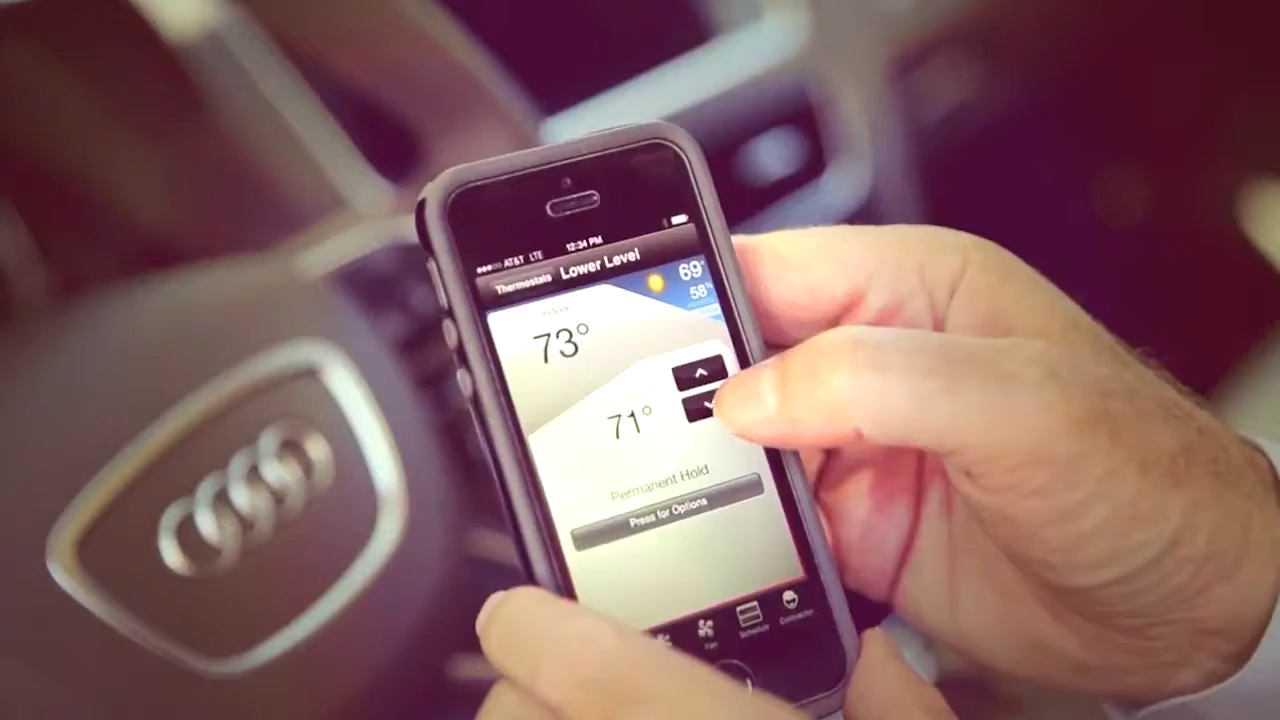 AT&T LTE 12:34 PM
Thermostats Lower Level
69°
58%
Indoor
73°
71°
Permanent Hold
Press for Options
Fan Schedule Contractor